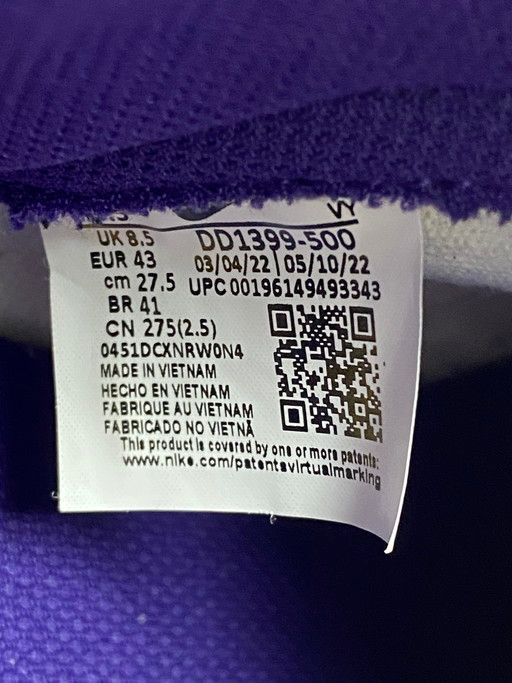 VY
UK 8.5
DD1399-500
EUR 43
03/04/22 | 05/10/22
cm 27.5
UPC 00196149493343
BR 41
CN 275(2.5)
0451DCXNRW0N4
MADE IN VIETNAM
HECHO EN VIETNAM
FABRIQUE AU VIETNAM
FABRICADO NO VIETNÃ
This product is covered by one or more patents:
www.nike.com/patentsvirtualmarking